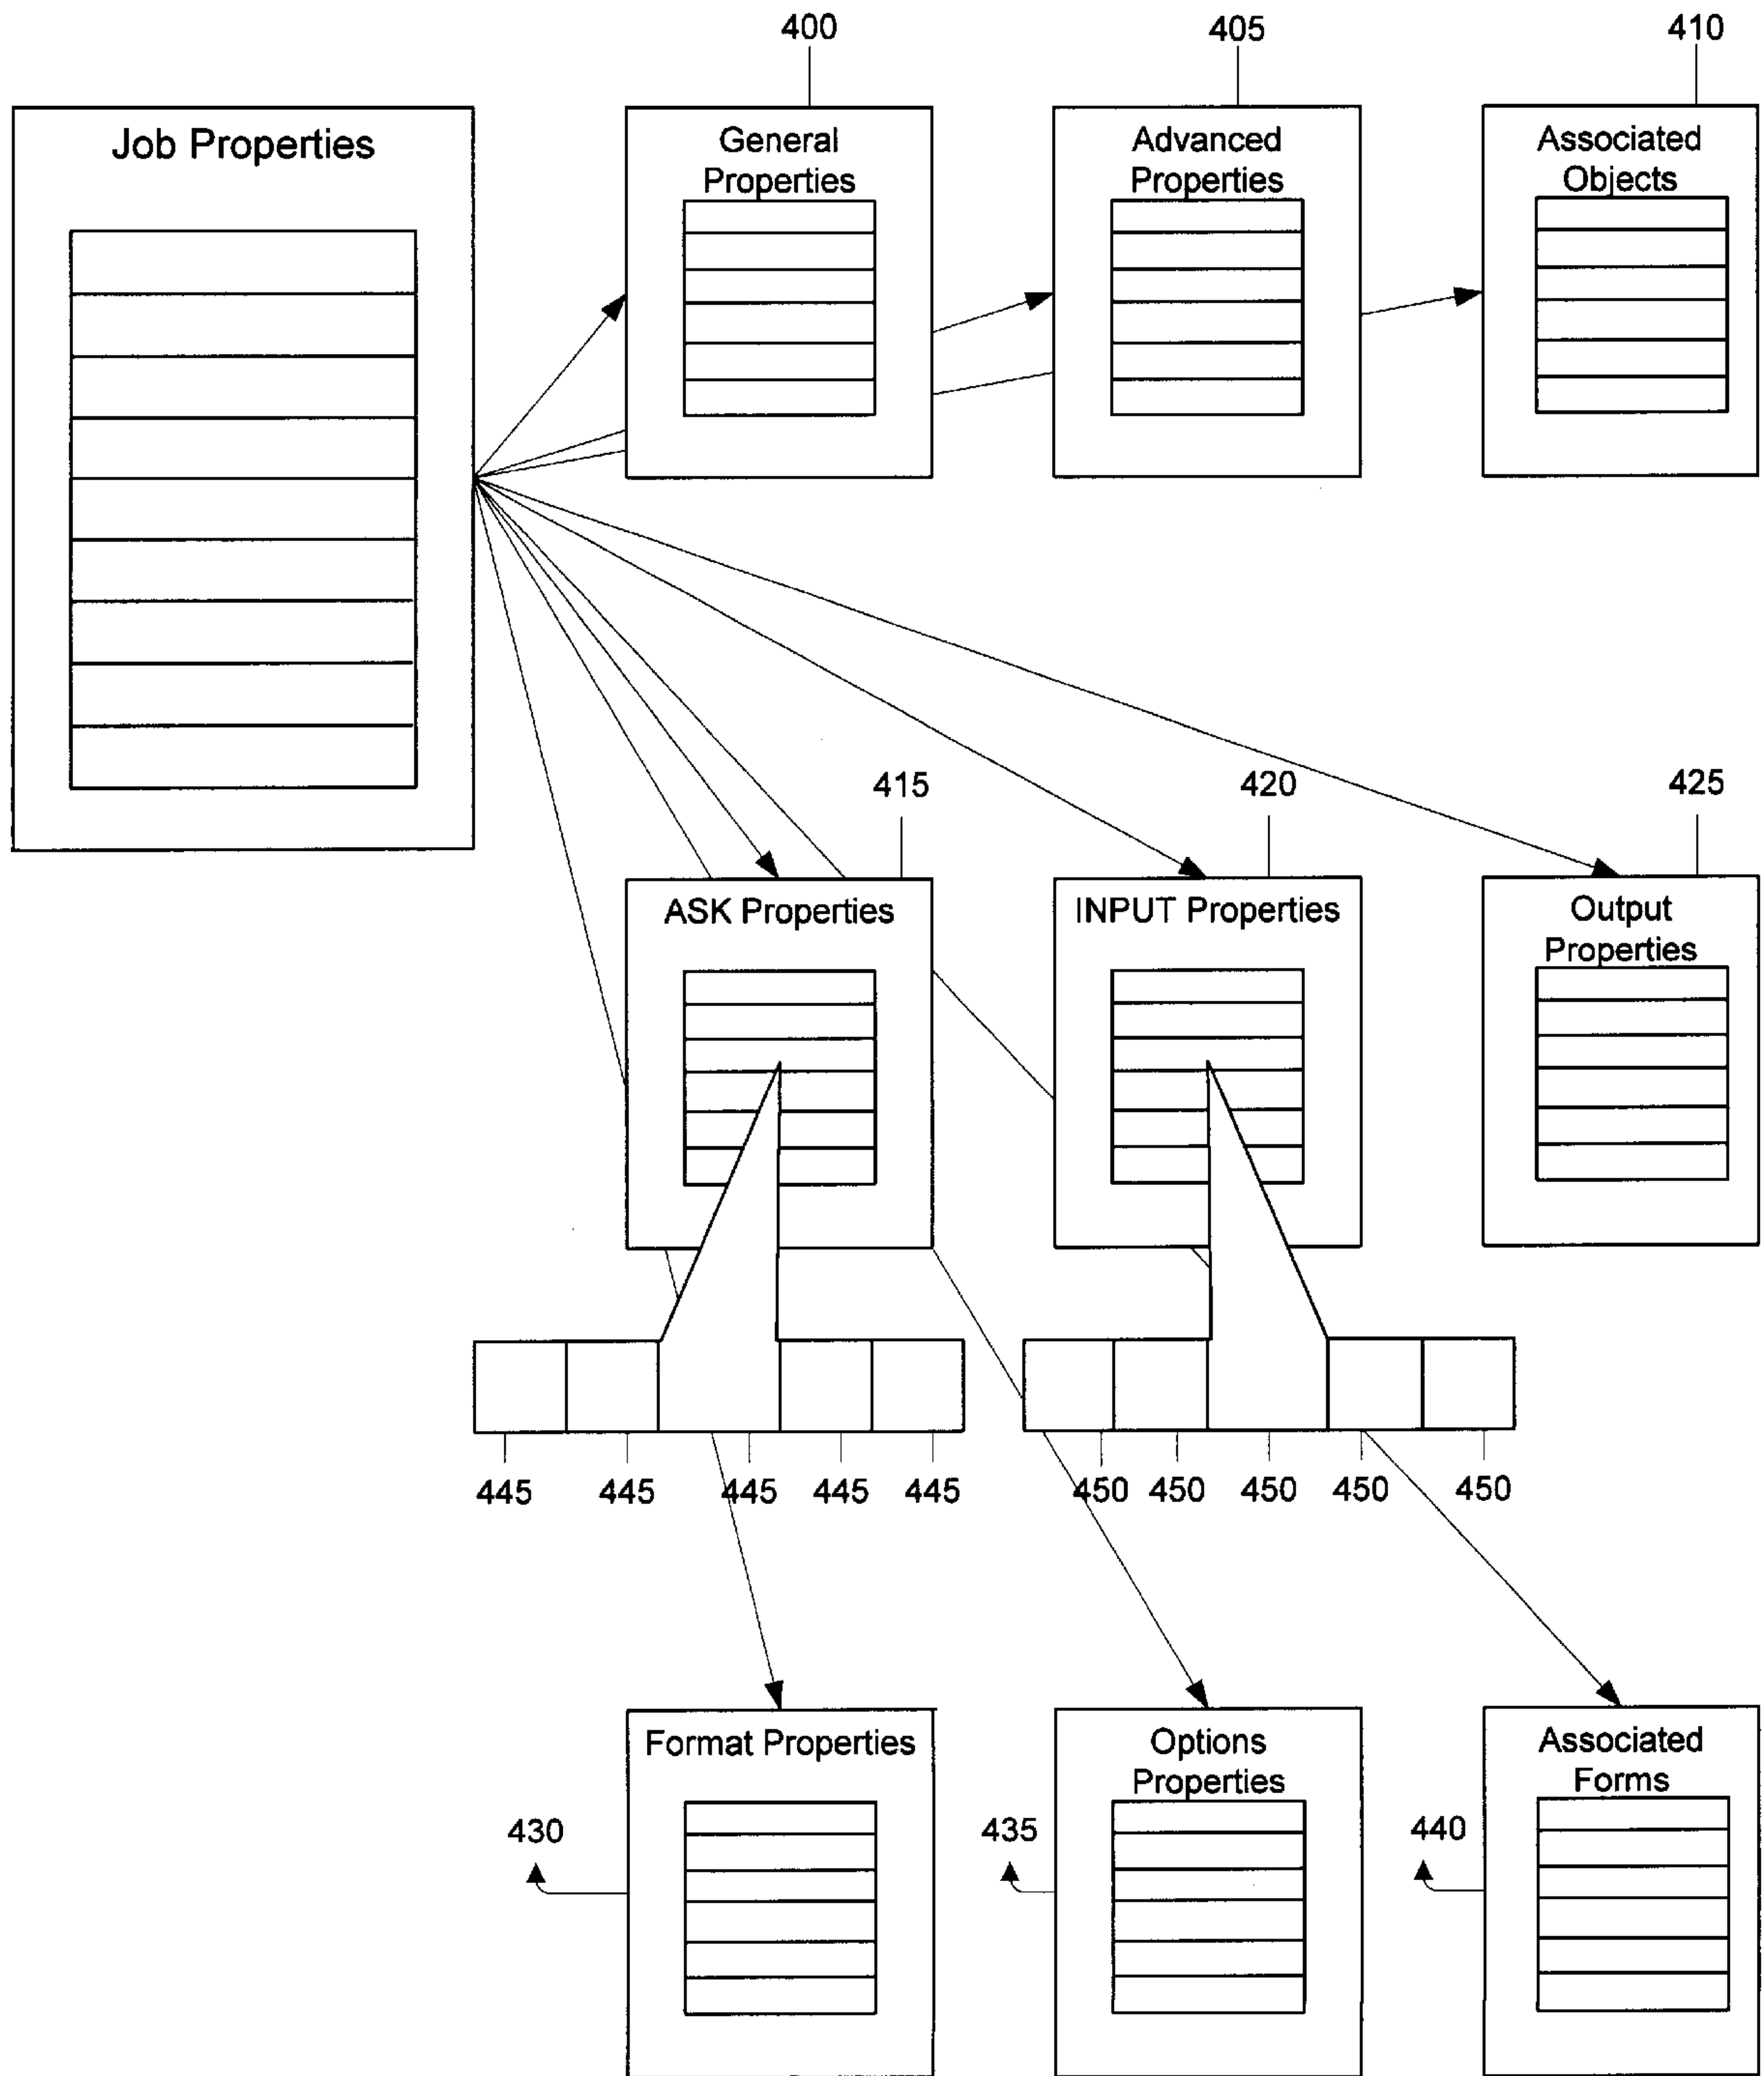 400
405
410
Job Properties
General
Properties
Advanced
Properties
Associated
Objects
415
420
425
ASK Properties
INPUT Properties
Output
Properties
445
445
445
445
445
450
450
450
450
450
Format Properties
Options
Properties
Associated
Forms
430
435
440